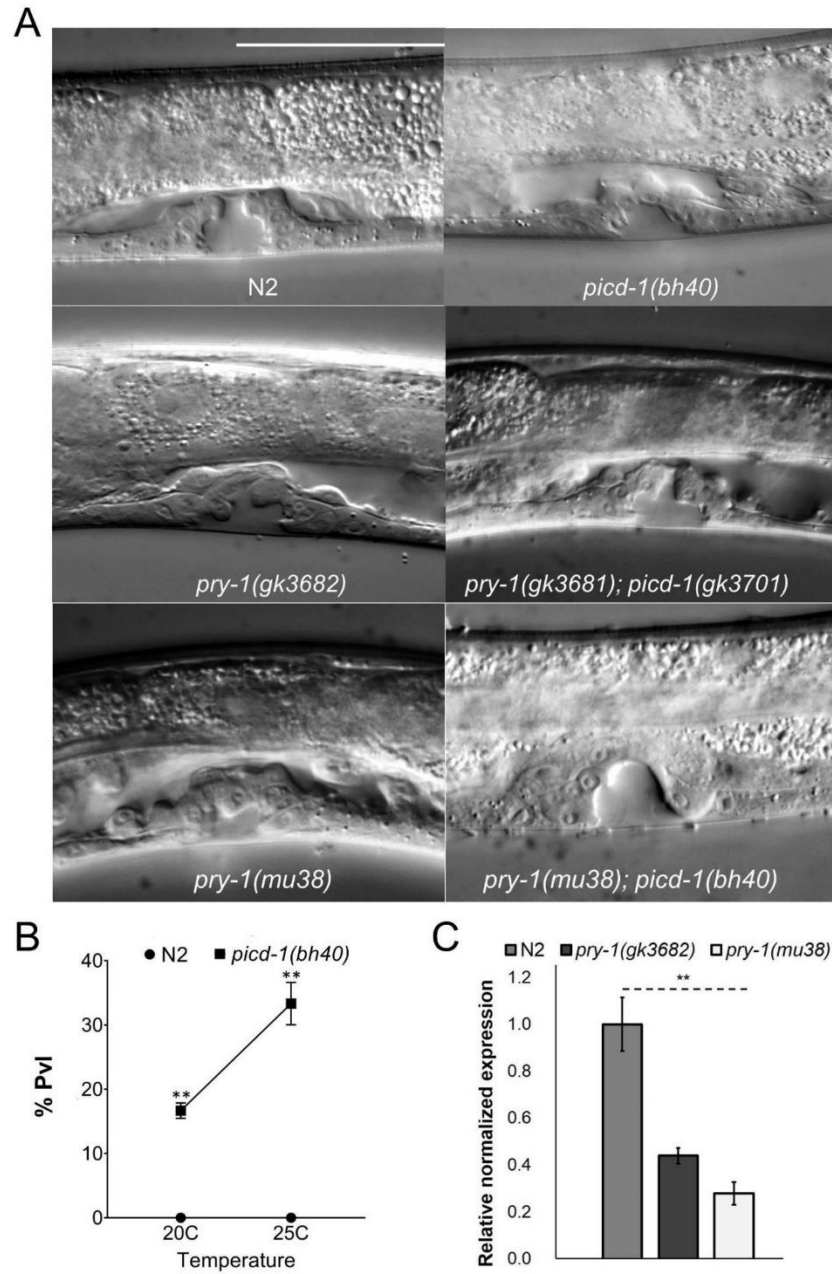 A
N2
picd-1(bh40)
pry-1(gk3682)
pry-1(gk3681); picd-1(gk3701)
pry-1(mu38)
pry-1(mu38); picd-1(bh40)
B
N2 picd-1(bh40)
40
30
20
10
0
% Pvl
** **
20C 25C
Temperature
C
N2 pry-1(gk3682) pry-1(mu38)
1.2
1.0
0.8
0.6
0.4
0.2
0.0
Relative normalized expression
**